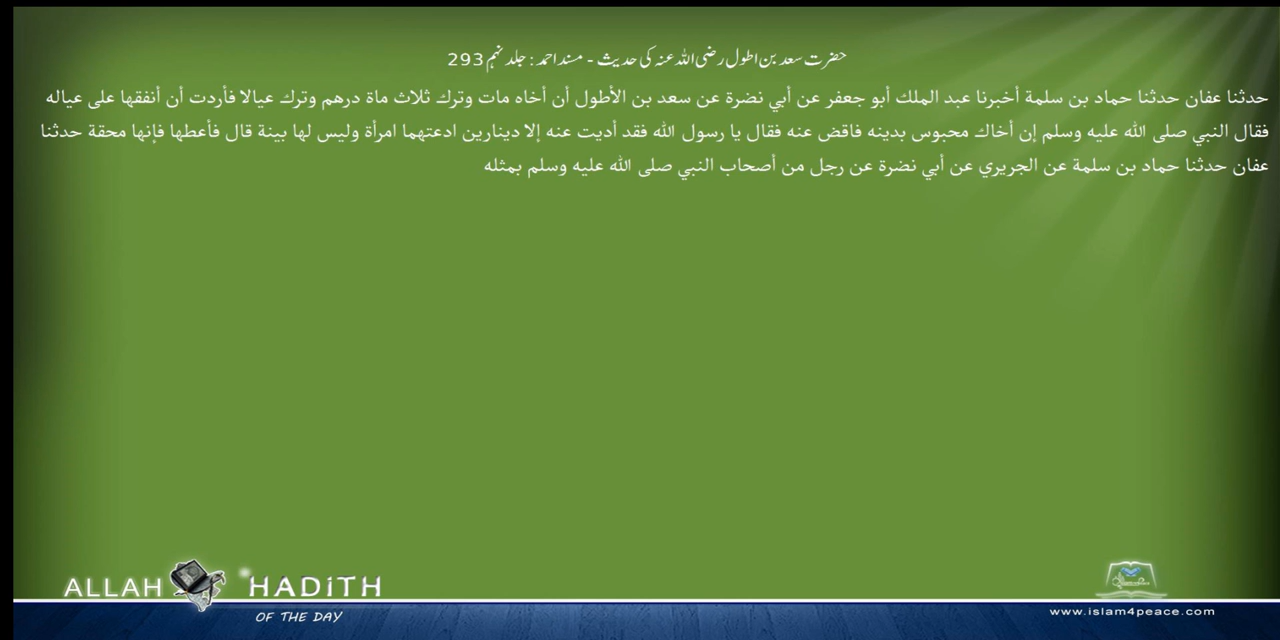 حضرت سعد بن اطول رضی اللہ عنہ کی حدیث - مسند احمد : جلد نہم 293
حدثنا عفان حدثنا حماد بن سلمة أخبرنا عبد الملك أبو جعفر عن أبي نضرة عن سعد بن الأطول أن أخاه مات وترك ثلاث ماة درهم وترك عيالا فأردت أن أنفقها على عياله
فقال النبي صلى الله عليه وسلم إن أخاك محبوس بدينه فاقض عنه فقال يا رسول الله فقد أديت عنه إلا دينارين ادعتهما امرأة وليس لها بينة قال فأعطها فإنها محقة حدثنا
عفان حدثنا حماد بن سلمة عن الجريري عن أبي نضرة عن رجل من أصحاب النبي صلى الله عليه وسلم بمثله
ALLAH HADITH
OF THE DAY
www.islam4peace.com